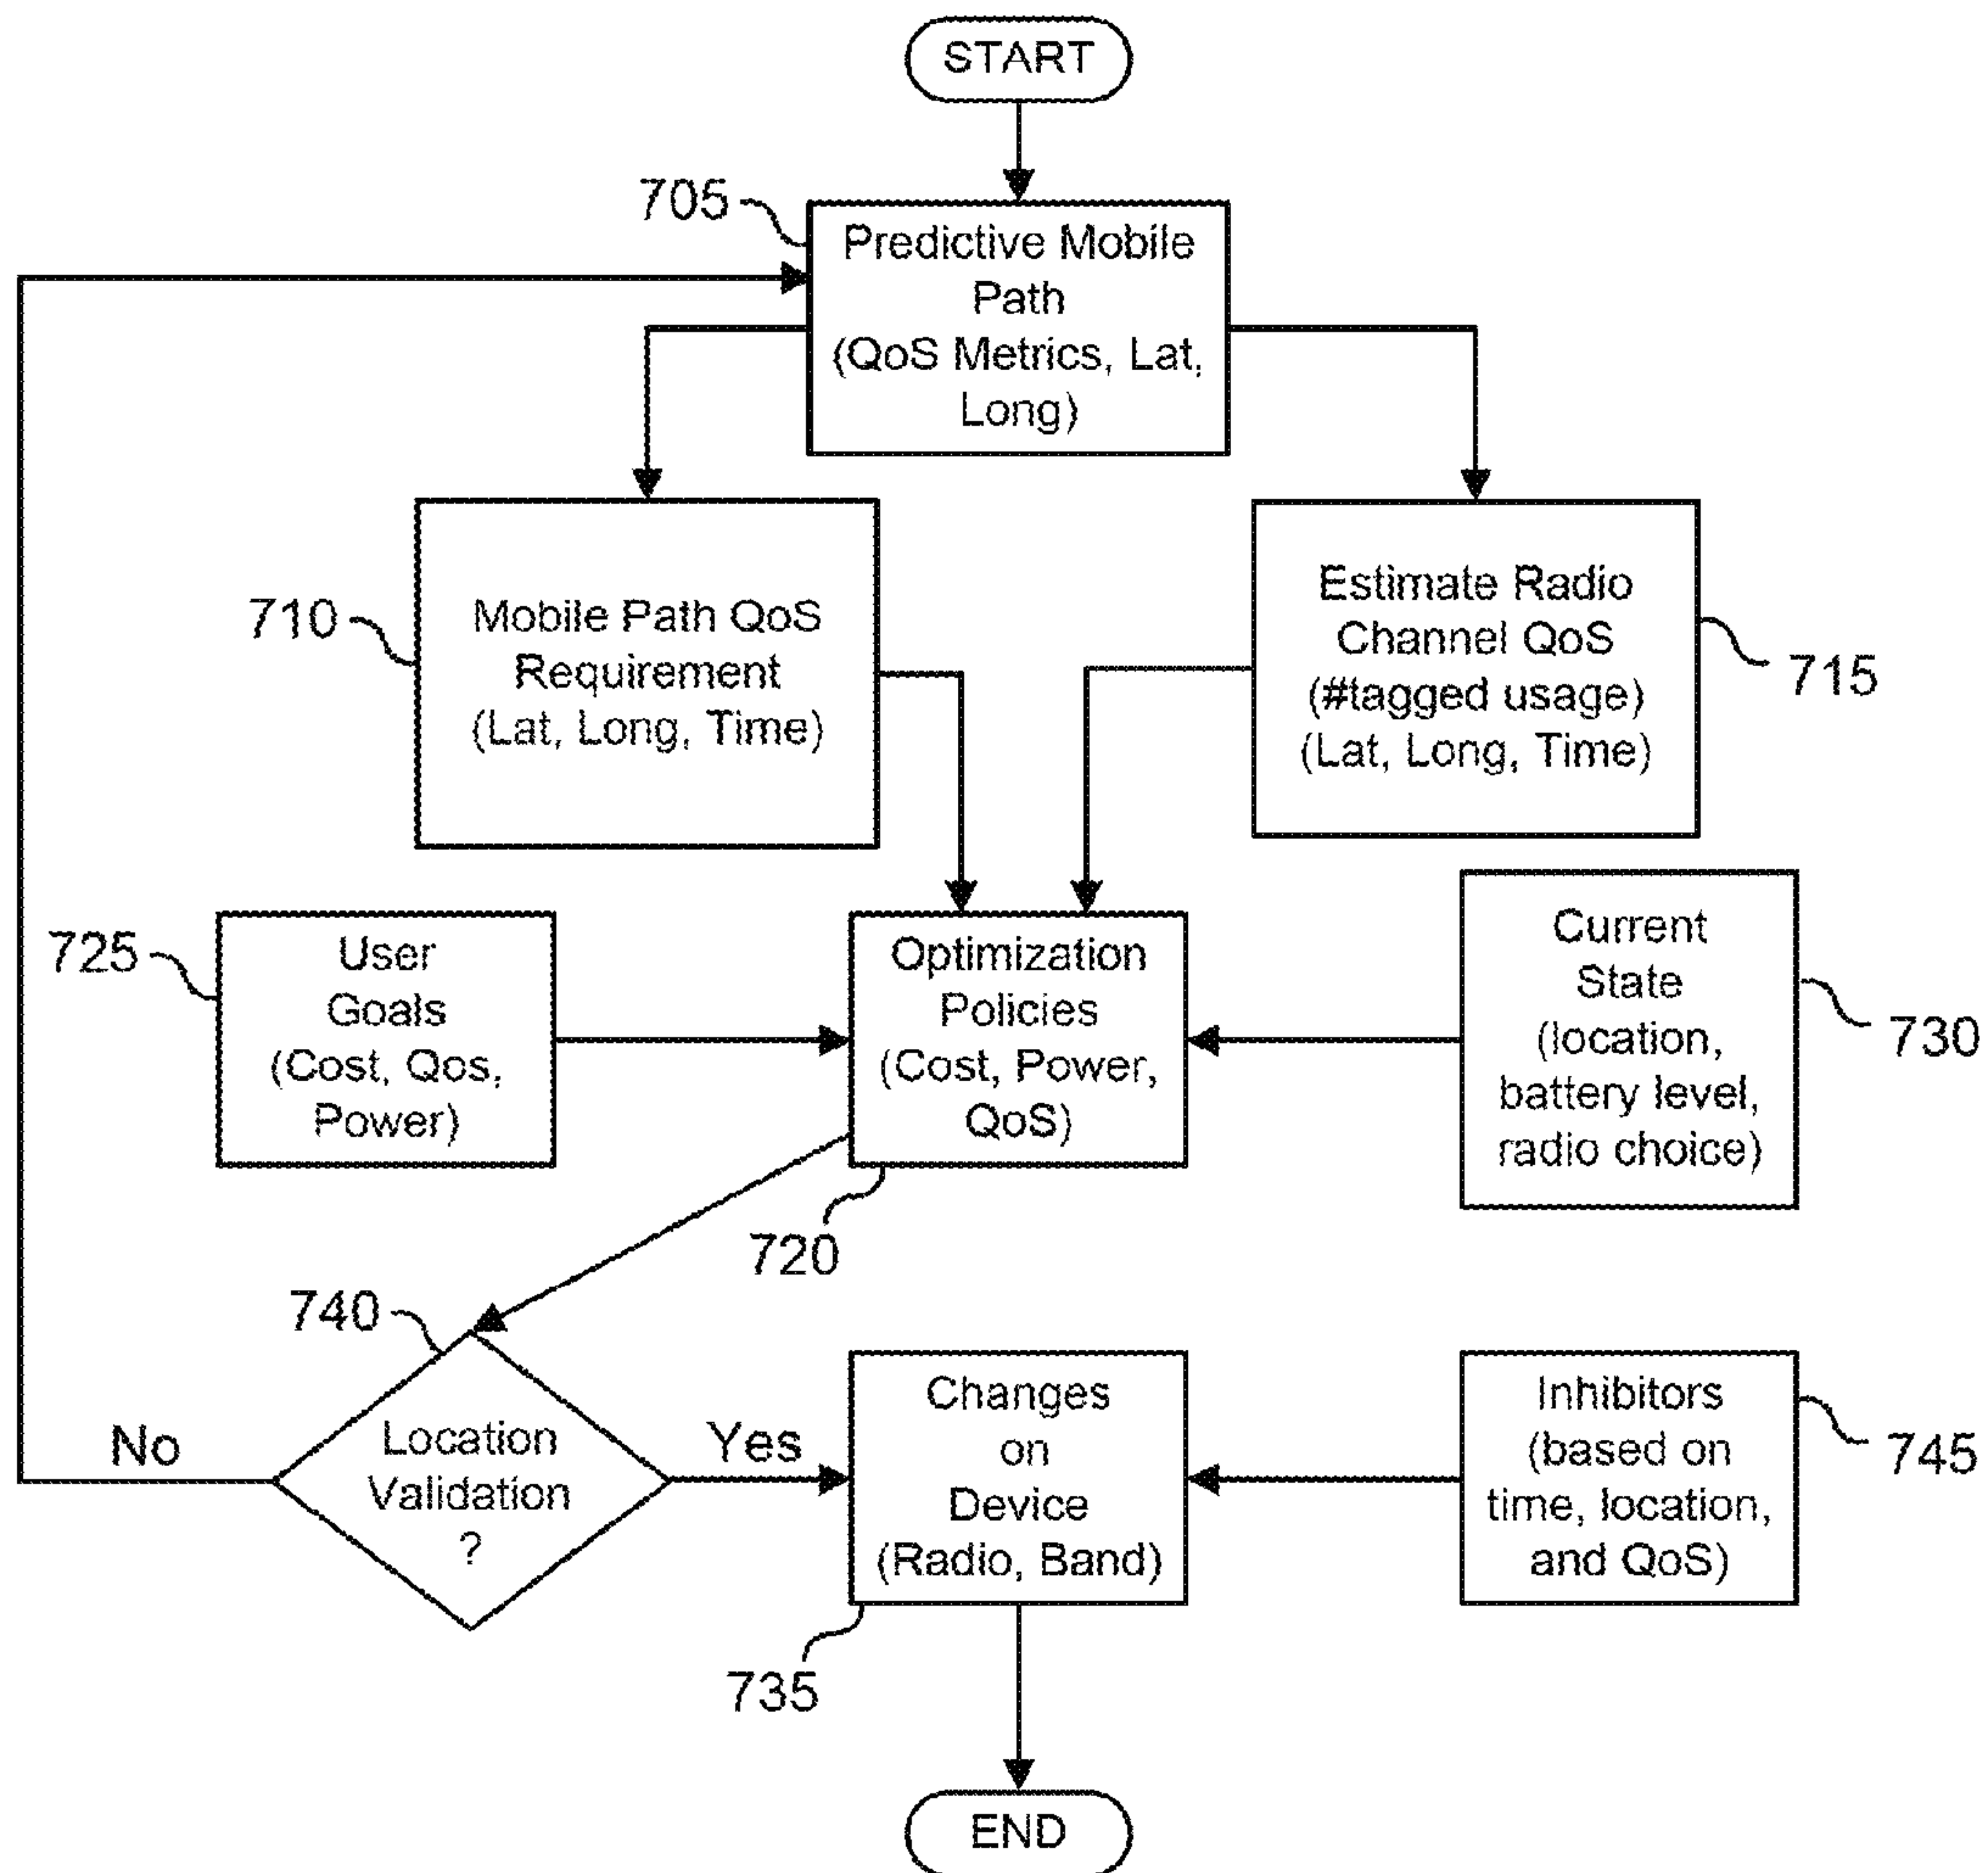 START
705
Predictive Mobile
Path
(QoS Metrics, Lat,
Long)
710
Mobile Path QoS
Requirement
(Lat, Long, Time)
Estimate Radio
Channel QoS
(#tagged usage)
(Lat, Long, Time)
715
725
User
Goals
(Cost, Qos,
Power)
Optimization
Policies
(Cost, Power,
QoS)
720
Current
State
(location,
battery level,
radio choice)
730
740
Location
Validation
?
No
Yes
Changes
on
Device
(Radio, Band)
735
Inhibitors
(based on
time, location,
and QoS)
745
END